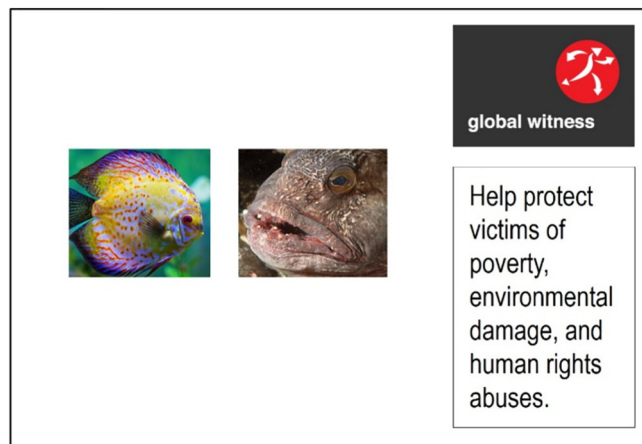 global witness
Help protect
victims of
poverty,
environmental
damage, and
human rights
abuses.